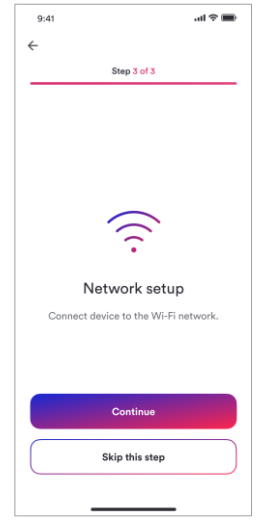 9:41
Step 3 of 3
Network setup
Connect device to the Wi-Fi network.
Continue
Skip this step